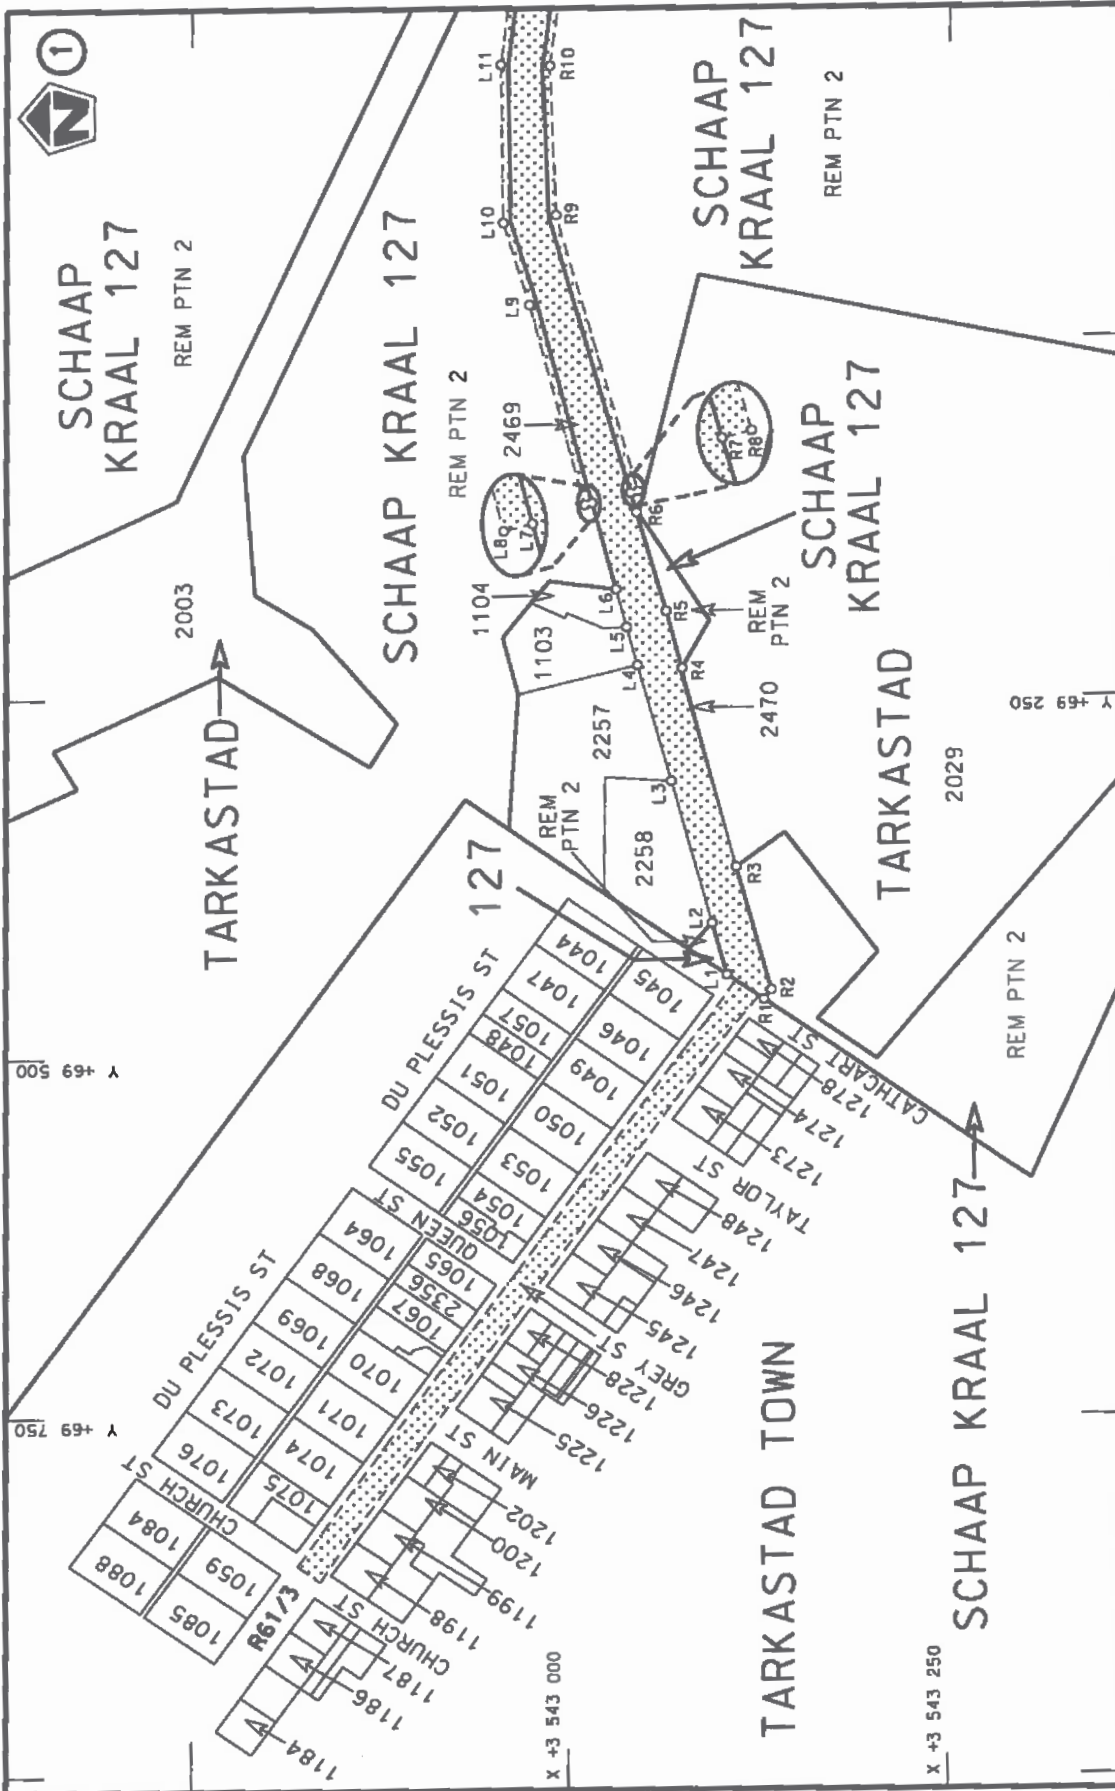 N
1
SCHAAP
KRAAL 127
REM PTN 2
2003
TARKASTAD
SCHAAP KRAAL 127
REM PTN 2
2469
L11
L10
L9
R10
R9
SCHAAP
KRAAL 127
REM PTN 2
L8
L7
R7
R8
1104
1103
L6
L5
L4
R6
R5
R4
SCHAAP
KRAAL 127
REM
PTN 2
2257
REM
PTN 2
2258
L3
L2
L1
127
R3
R2
R1
2470
TARKASTAD
2029
REM PTN 2
Y +69 250
Y +69 500
Y +69 750
X +3 543 000
X +3 543 250
DU PLESSIS ST
1044
1047
1057
1048
1051
1052
1055
1045
1046
1049
1050
1053
1054
1056
QUEEN ST
DU PLESSIS ST
1064
1068
1069
1072
1073
1076
1065
2356
1067
1070
1071
1074
1075
CHURCH ST
1084
1088
1059
1085
R61/3
CHURCH ST
1184
1186
1187
1198
1199
1200
1202
MAIN ST
1225
1226
1228
GREY ST
1245
1246
1247
1248
TAYLOR ST
1273
1274
1278
CATHCART ST
TARKASTAD TOWN
SCHAAP KRAAL 127